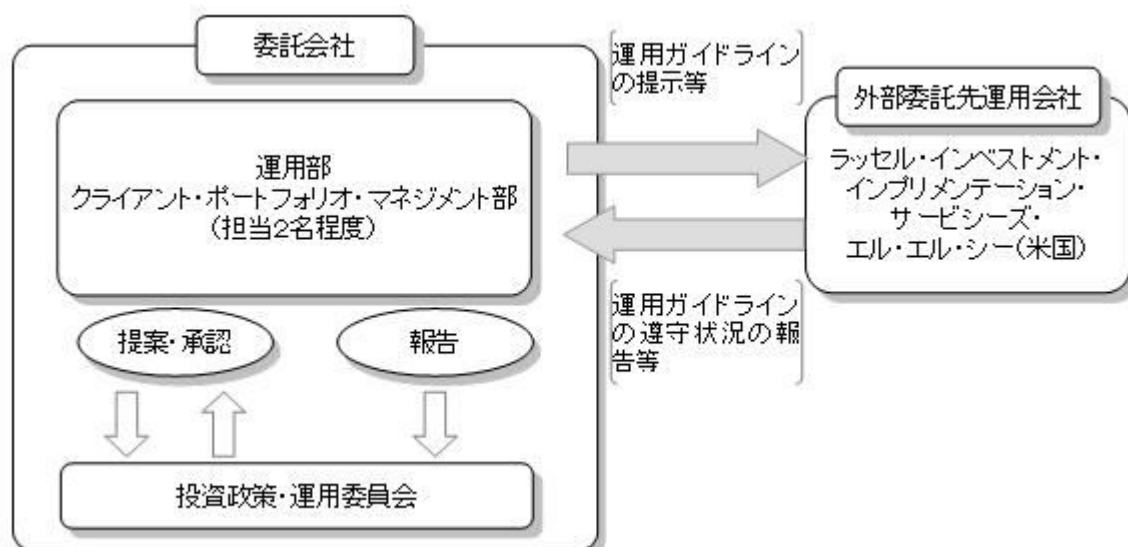 委託会社
運用部
クライアント・ポートフォリオ・マネジメント部
(担当2名程度)
提案・承認
報告
投資政策・運用委員会
運用ガイドライン
の提示等
運用ガイドライン
の遵守状況の報
告等
外部委託先運用会社
ラッセル・インベストメント・
インプリメンテーション・
サービシーズ・
エル・エル・シー(米国)